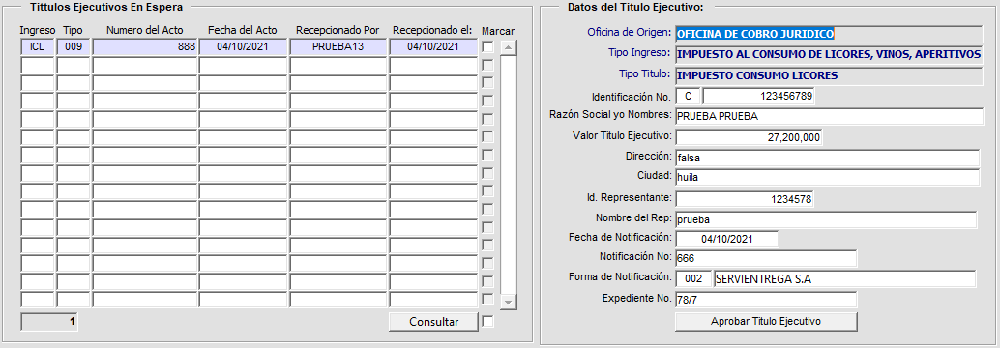 Tittulos Ejecutivos En Espera
Ingreso Tipo Numero del Acto Fecha del Acto Recepcionado Por Recepcionado el: Marcar
ICL 009 888 04/10/2021 PRUEBA13 04/10/2021
1 Consultar
Datos del Titulo Ejecutivo:
Oficina de Origen: OFICINA DE COBRO JURIDICO
Tipo Ingreso: IMPUESTO AL CONSUMO DE LICORES, VINOS, APERITIVOS
Tipo Titulo: IMPUESTO CONSUMO LICORES
Identificación No. C 123456789
Razón Social yo Nombres: PRUEBA PRUEBA
Valor Titulo Ejecutivo: 27,200,000
Dirección: falsa
Ciudad: huila
Id. Representante: 1234578
Nombre del Rep: prueba
Fecha de Notificación: 04/10/2021
Notificación No: 666
Forma de Notificación: 002 SERVIENTREGA S.A
Expediente No. 78/7
Aprobar Titulo Ejecutivo